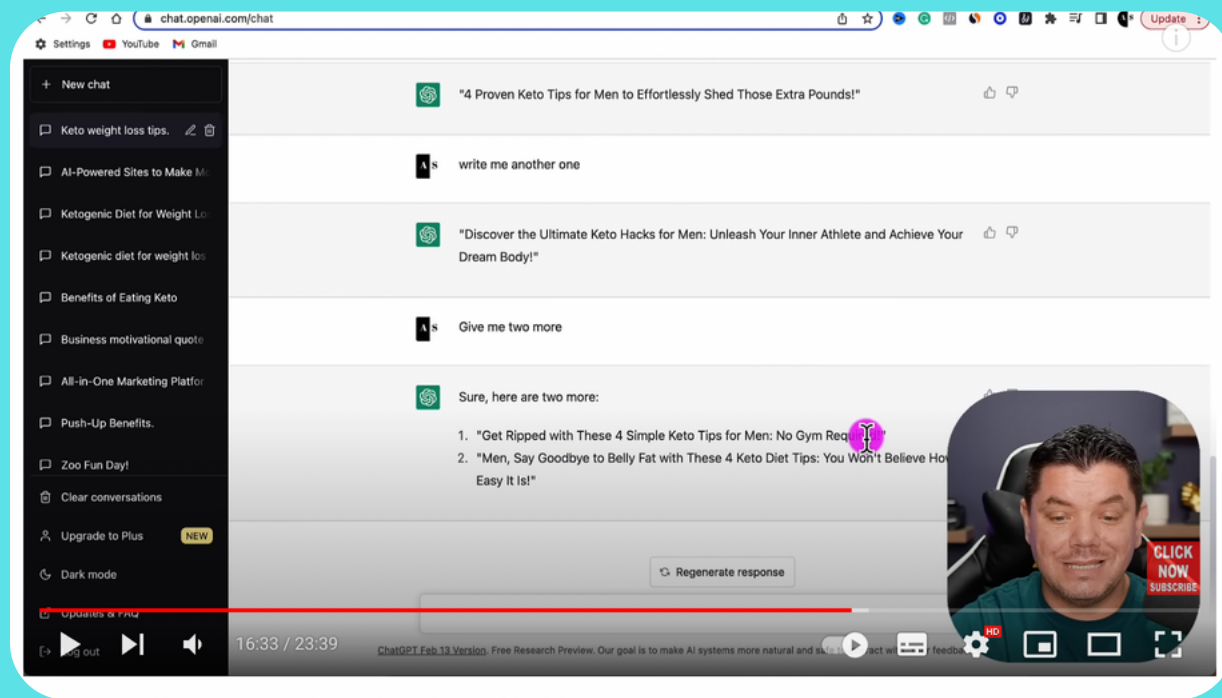 chat.openai.com/chat
Update
Settings YouTube Gmail
New chat
Keto weight loss tips.
AI-Powered Sites to Make
Ketogenic Diet for Weight Lo
Ketogenic diet for weight los
Benefits of Eating Keto
Business motivational quote
All-in-One Marketing Platfor
Push-Up Benefits.
Zoo Fun Day!
Clear conversations
Upgrade to Plus NEW
Dark mode
Updates & FAQ
Log out
"4 Proven Keto Tips for Men to Effortlessly Shed Those Extra Pounds!"
A S write me another one
"Discover the Ultimate Keto Hacks for Men: Unleash Your Inner Athlete and Achieve Your
Dream Body!"
A S Give me two more
Sure, here are two more:
1. "Get Ripped with These 4 Simple Keto Tips for Men: No Gym
2. "Men, Say Goodbye to Belly Fat with These 4 Keto Diet Tips: You Won't Believe How
Easy It Is!"
Regenerate response
CLICK
NOW
SUBSCRIBE
16:33 / 23:39
HD
ChatGPT Feb 13 Version. Free Research Preview. Our goal is to make AI systems more natural and